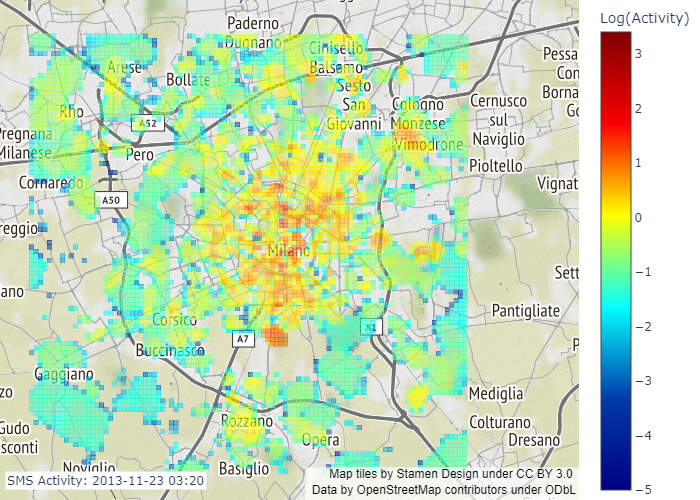 Log(Activity)
3
2
1
0
−1
−2
−3
−4
−5
Paderno
Dugnano
Cinisello
Balsamo
Arese
Bollate
Sesto
San
Giovanni
Rho
A52
Cologno
Monzese
Cernusco
sul
Naviglio
Pregnana
Milanese
Pero
Vimodrone
Pioltello
Cornaredo
A50
Vignat
reggio
Milano
Sett
ano
Pantigliate
Corsico
A1
A7
Buccinasco
Gaggiano
Mediglia
Rozzano
Colturano
Gudo
Opera
Dresano
sconti
Noviglio
Basiglio
SMS Activity: 2013-11-23 03:20
Map tiles by Stamen Design under CC BY 3.0
Data by OpenStreetMap contributors under ODbL